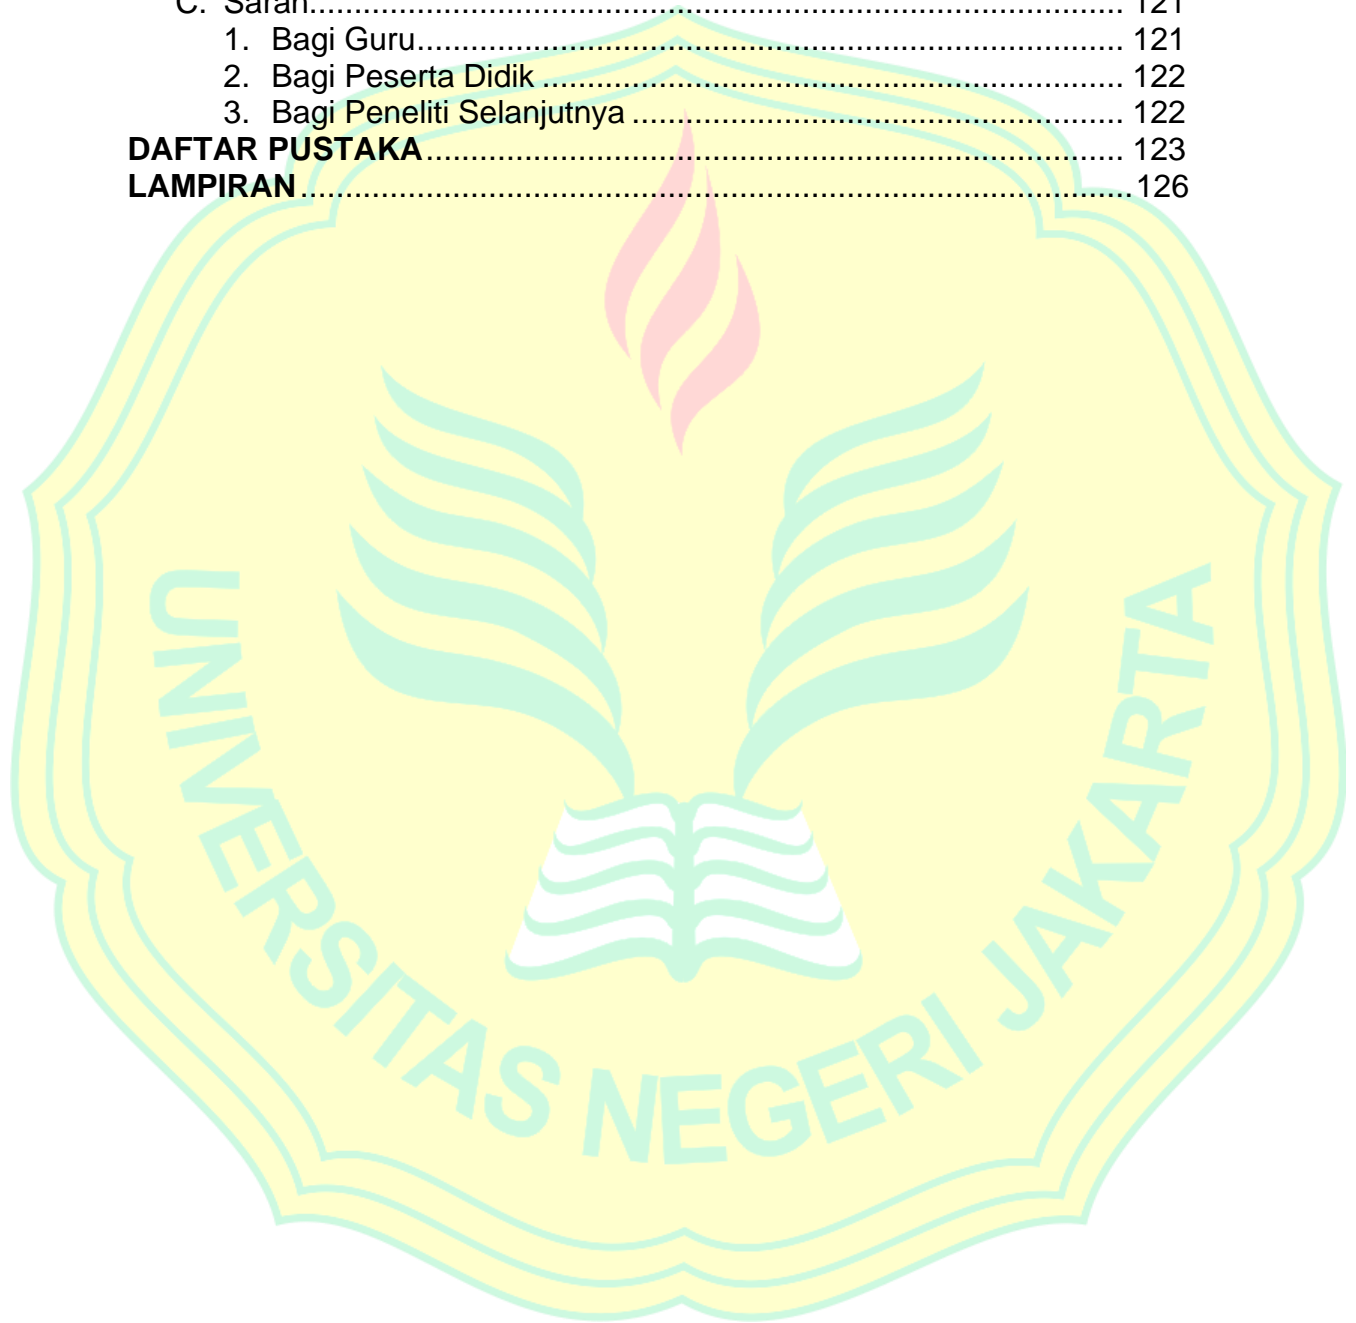 C. Saran........................................................................................... 121
1. Bagi Guru............................................................................... 121
2. Bagi Peserta Didik ................................................................. 122
3. Bagi Peneliti Selanjutnya ....................................................... 122
DAFTAR PUSTAKA.............................................................................. 123
LAMPIRAN.............................................................................................126
UNIVERSITAS NEGERI JAKARTA